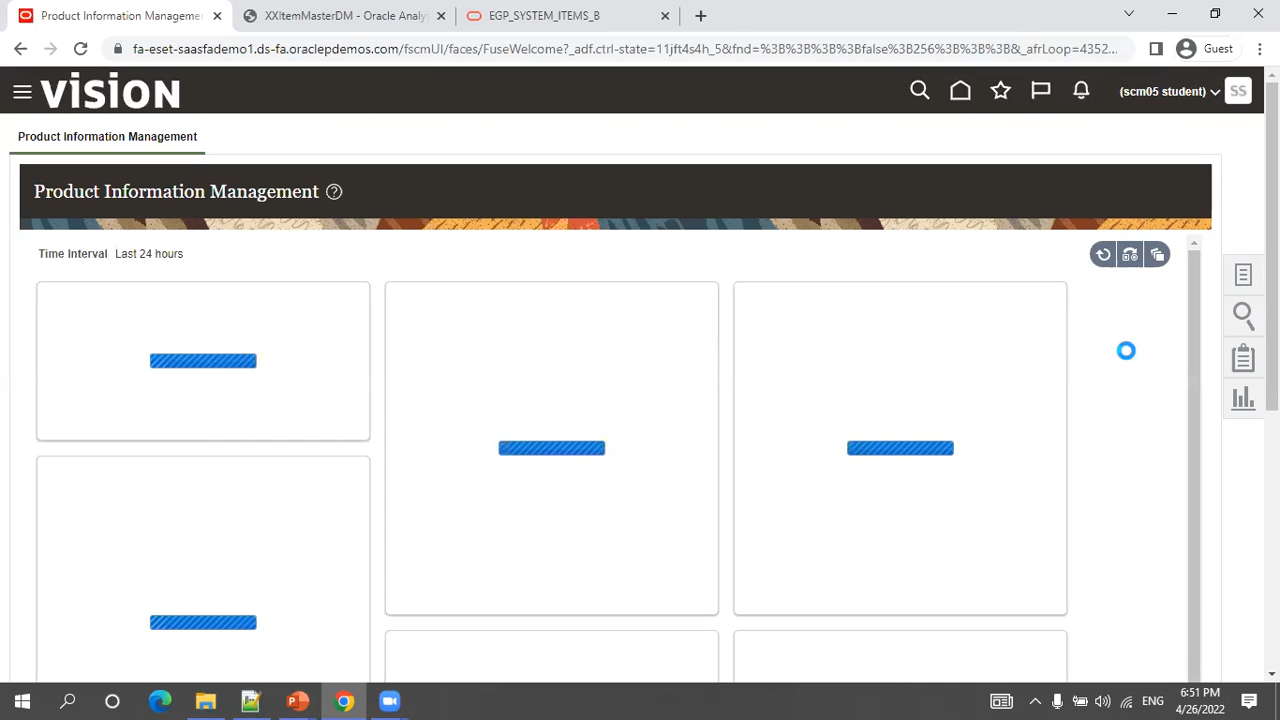 Product Information Management
XXItemMasterDM - Oracle Analyt
EGP_SYSTEM_ITEMS_B
fa-eset-saasfademo1.ds-fa.oraclepdemos.com/fscmUI/faces/FuseWelcome?_adf.ctrl-state=11jft4s4h_5&fnd=%3B%3B%3B%3Bfalse%3B256%3B%3B%3B&_afrLoop=4352...
Guest
VISION
(scm05 student)
SS
Product Information Management
Product Information Management
Time Interval Last 24 hours
ENG
6:51 PM
4/26/2022